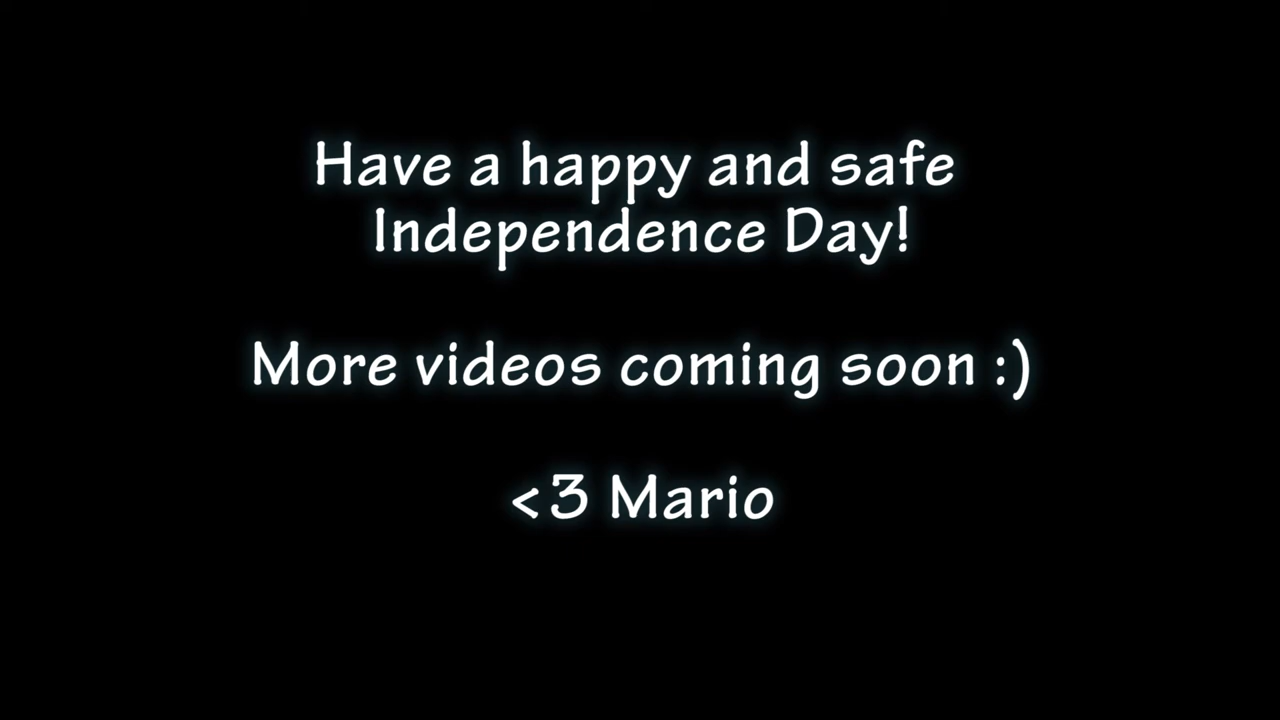 Have a happy and safe
Independence Day!
More videos coming soon :)
<3 Mario